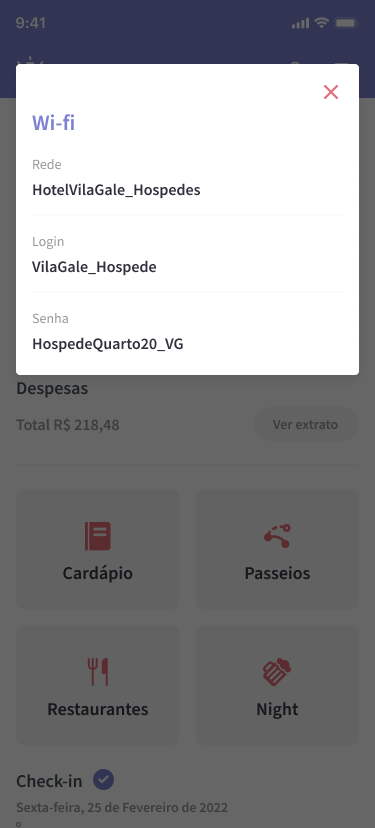 9:41
Wi-fi
Rede
HotelVilaGale_Hospedes
Login
VilaGale_Hospede
Senha
HospedeQuarto20_VG
Despesas
Total R$ 218,48
Ver extrato
Cardápio
Passeios
Restaurantes
Night
Check-in
Sexta-feira, 25 de Fevereiro de 2022